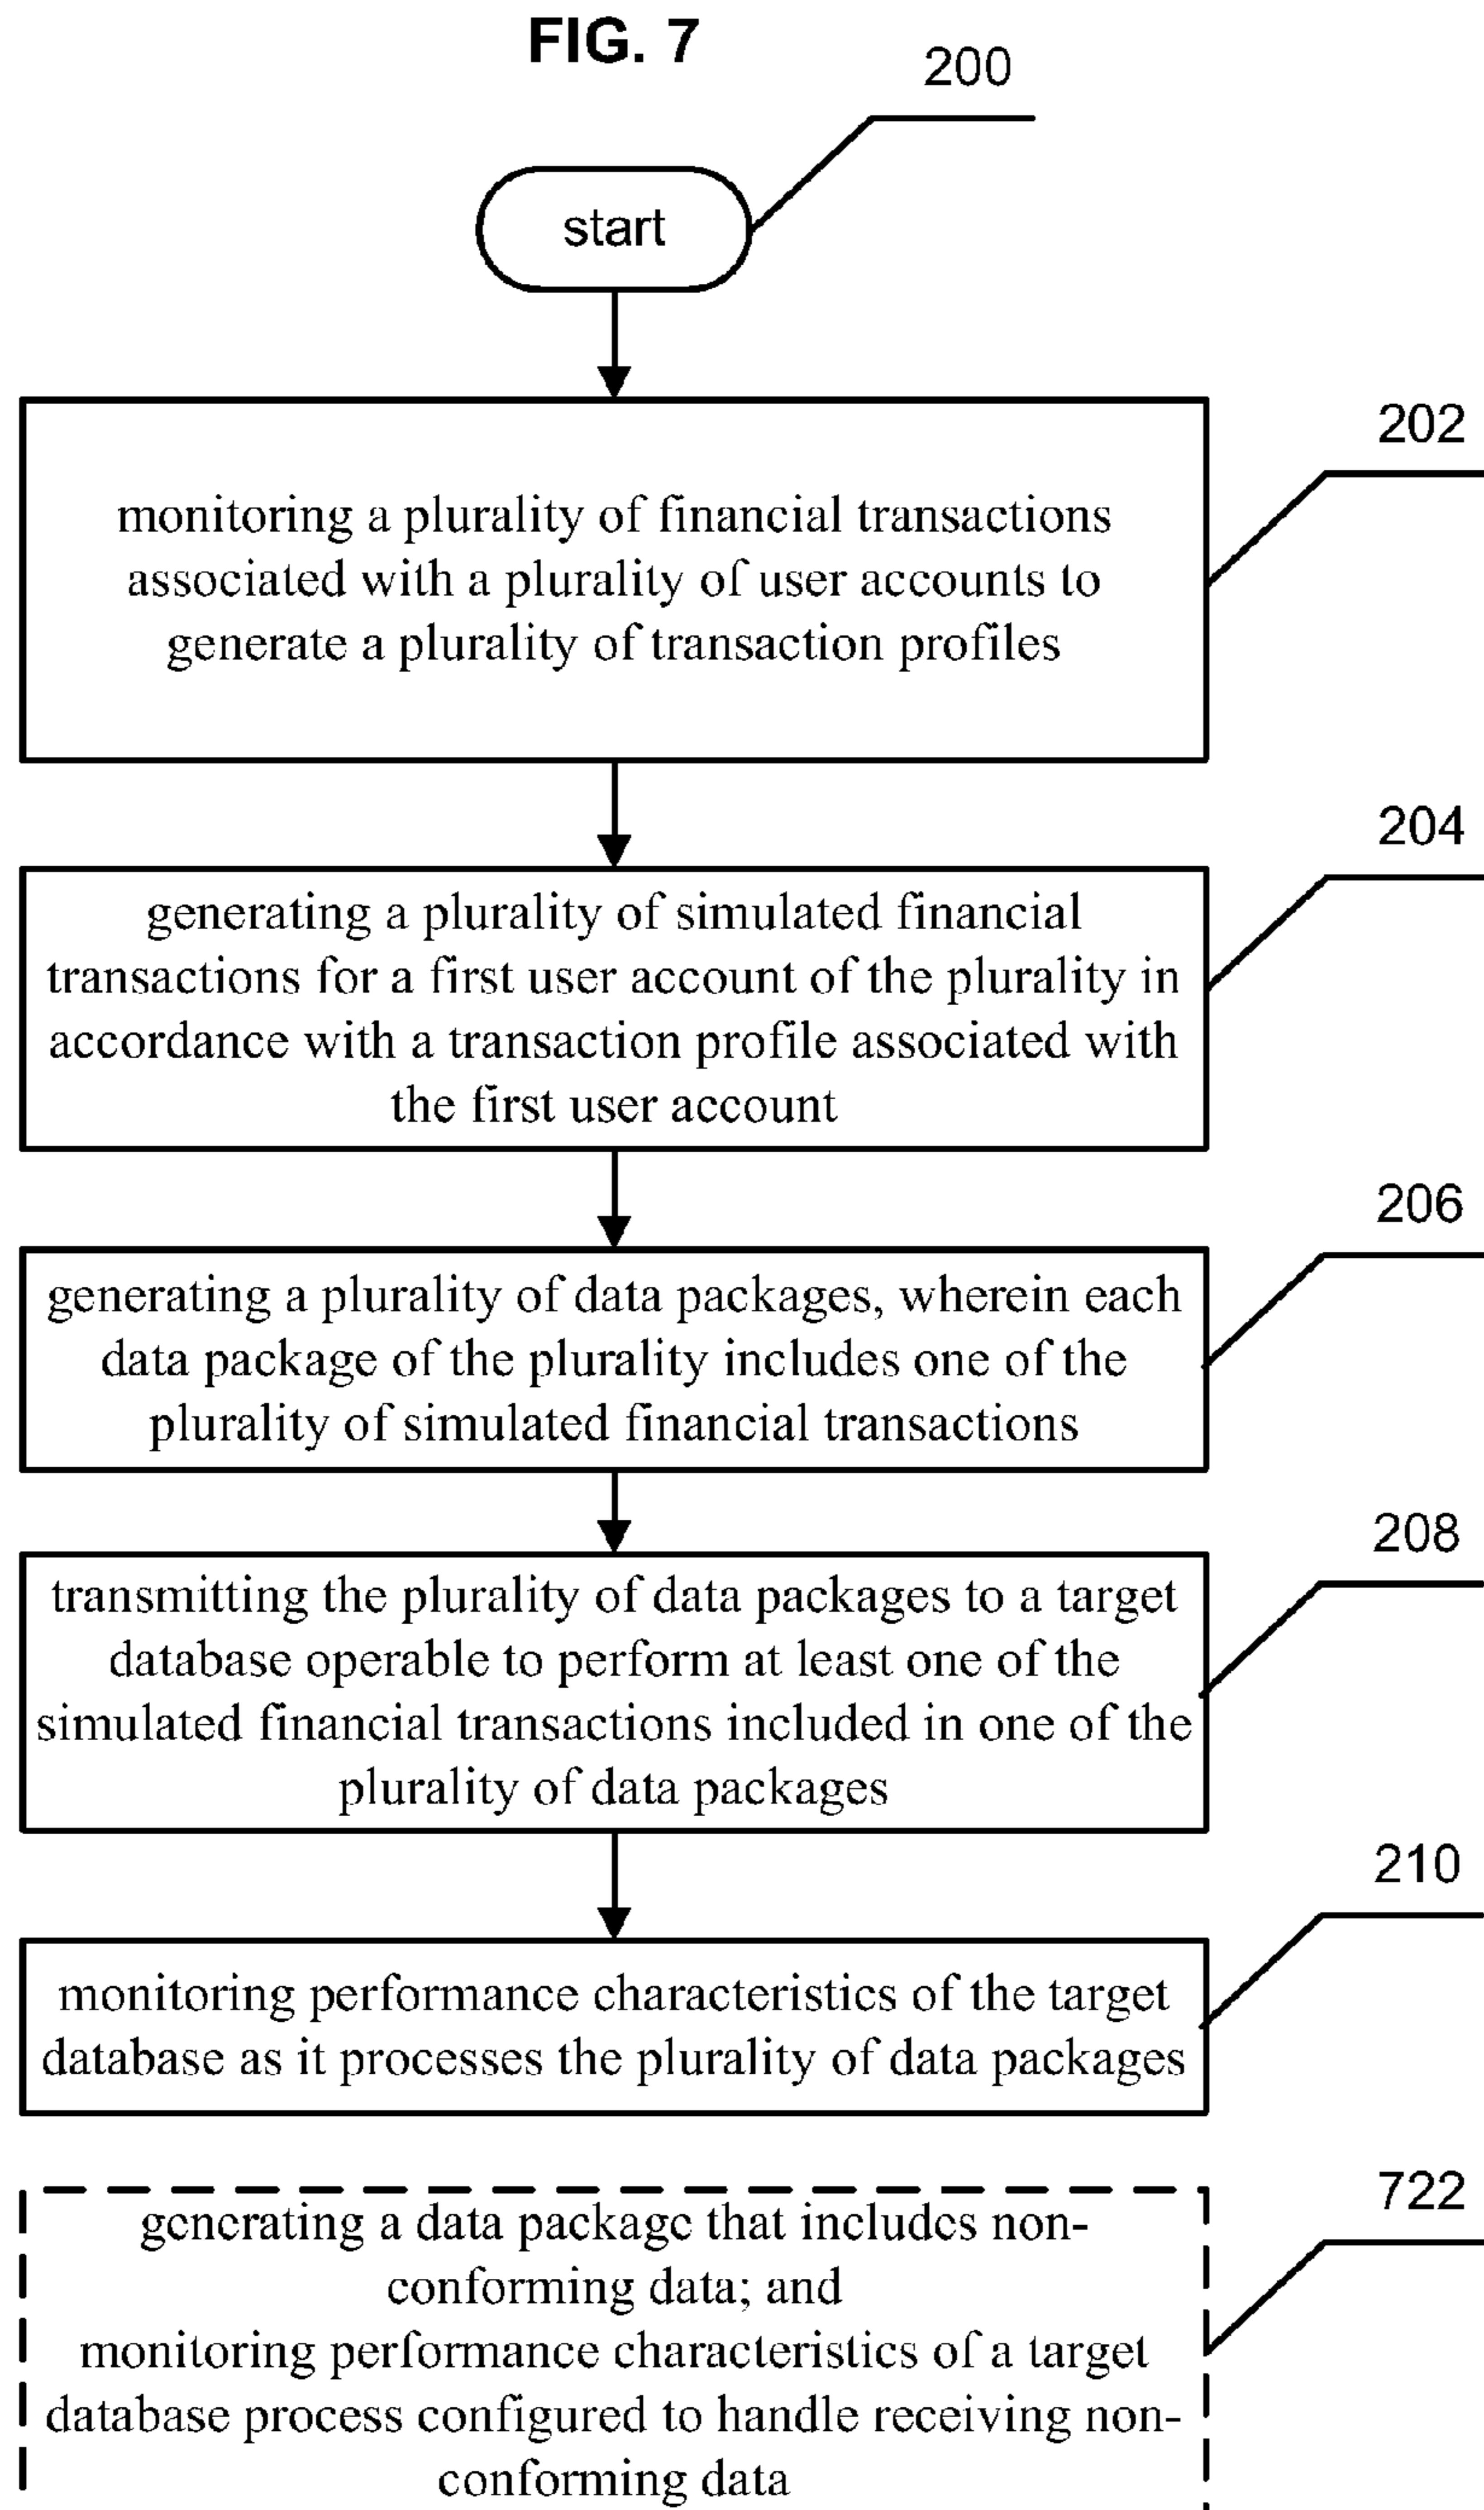 FIG. 7
200
start
202
monitoring a plurality of financial transactions
associated with a plurality of user accounts to
generate a plurality of transaction profiles
204
generating a plurality of simulated financial
transactions for a first user account of the plurality in
accordance with a transaction profile associated with
the first user account
206
generating a plurality of data packages, wherein each
data package of the plurality includes one of the
plurality of simulated financial transactions
208
transmitting the plurality of data packages to a target
database operable to perform at least one of the
simulated financial transactions included in one of the
plurality of data packages
210
monitoring performance characteristics of the target
database as it processes the plurality of data packages
722
generating a data package that includes non-
conforming data; and
monitoring performance characteristics of a target
database process configured to handle receiving non-
conforming data